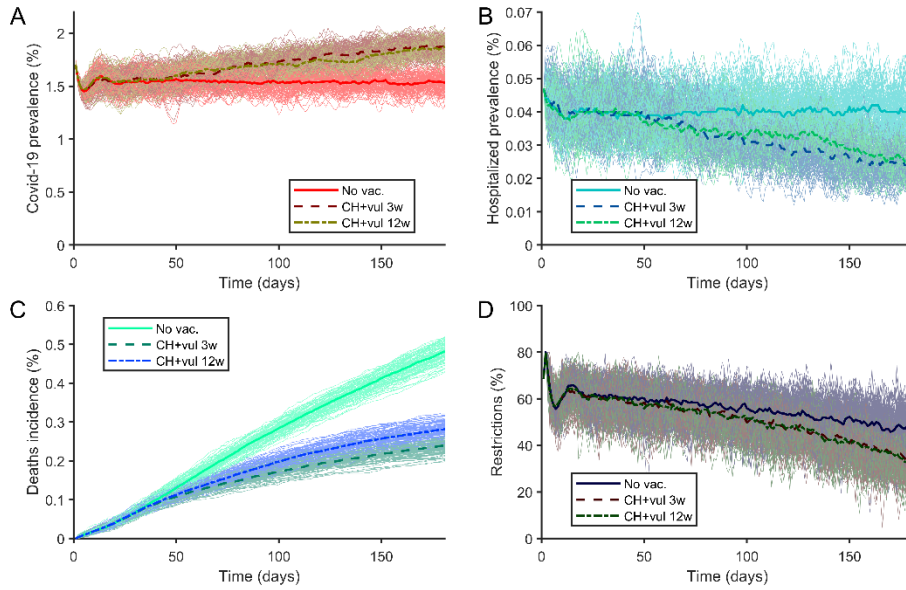 A
Covid-19 prevalence (%)
2
1.5
1
0.5
0
0
50
100
150
Time (days)
No vac.
CH+vul 3w
CH+vul 12w
B
Hospitalized prevalence (%)
0.07
0.06
0.05
0.04
0.03
0.02
0.01
0
50
100
150
Time (days)
No vac.
CH+vul 3w
CH+vul 12w
C
Deaths incidence (%)
0.6
0.5
0.4
0.3
0.2
0.1
0
0
50
100
150
Time (days)
No vac.
CH+vul 3w
CH+vul 12w
D
Restrictions (%)
80
60
40
20
0
0
50
100
150
Time (days)
No vac.
CH+vul 3w
CH+vul 12w